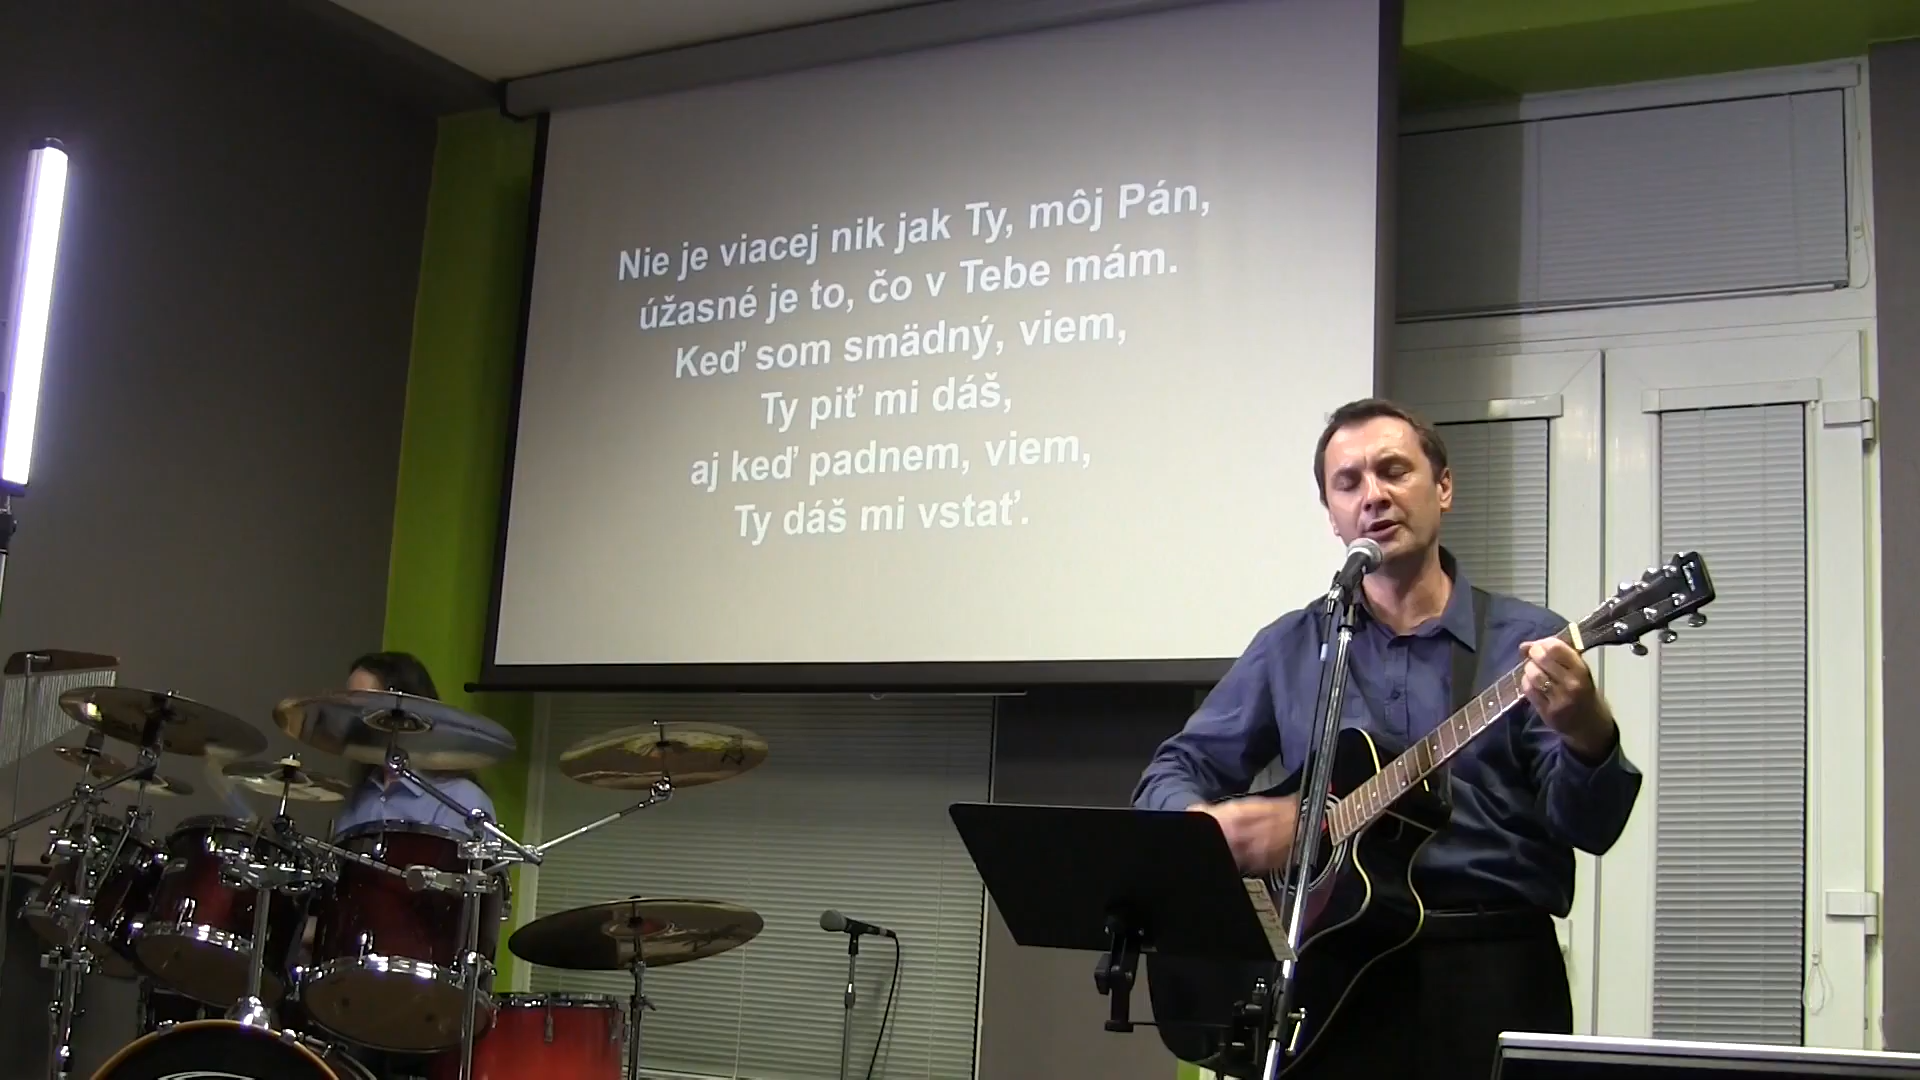 Nie je viacej nik jak Ty, môj Pán,
úžasné je to, čo v Tebe mám.
Keď som smädný, viem,
Ty piť mi dáš,
aj keď padnem, viem,
Ty dáš mi vstať.